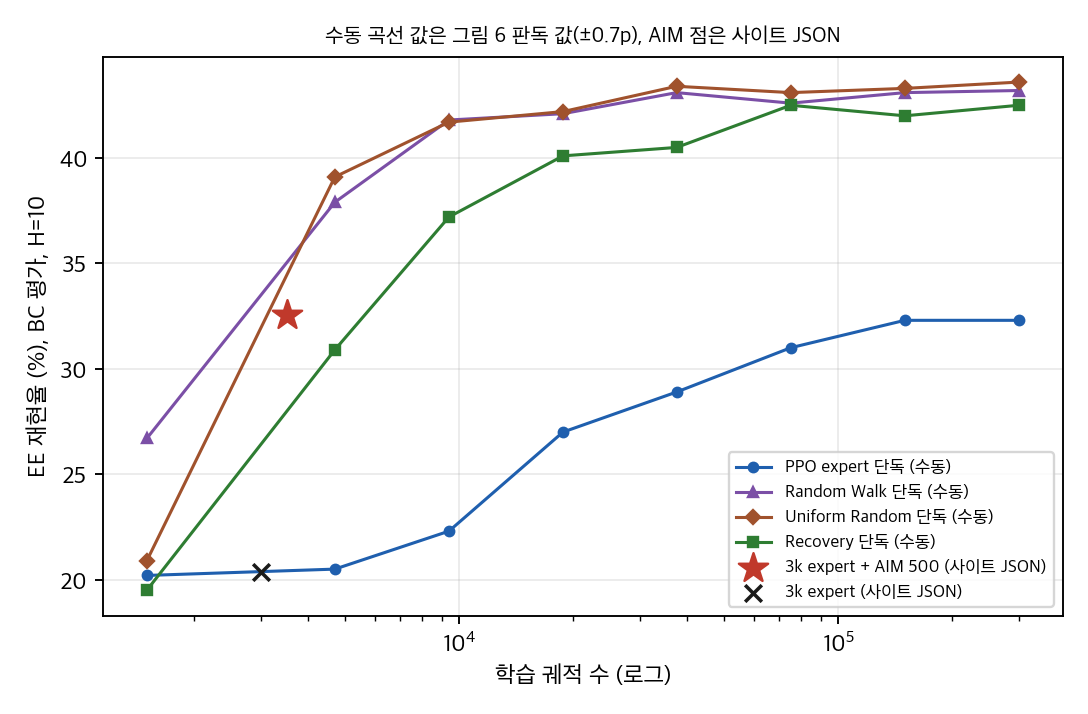 수동 곡선 값은 그림 6 판독 값(±0.7p), AIM 점은 사이트 JSON
EE 재현율 (%), BC 평가, H=10
40
35
30
25
20
10⁴
10⁵
학습 궤적 수 (로그)
PPO expert 단독 (수동)
Random Walk 단독 (수동)
Uniform Random 단독 (수동)
Recovery 단독 (수동)
3k expert + AIM 500 (사이트 JSON)
3k expert (사이트 JSON)